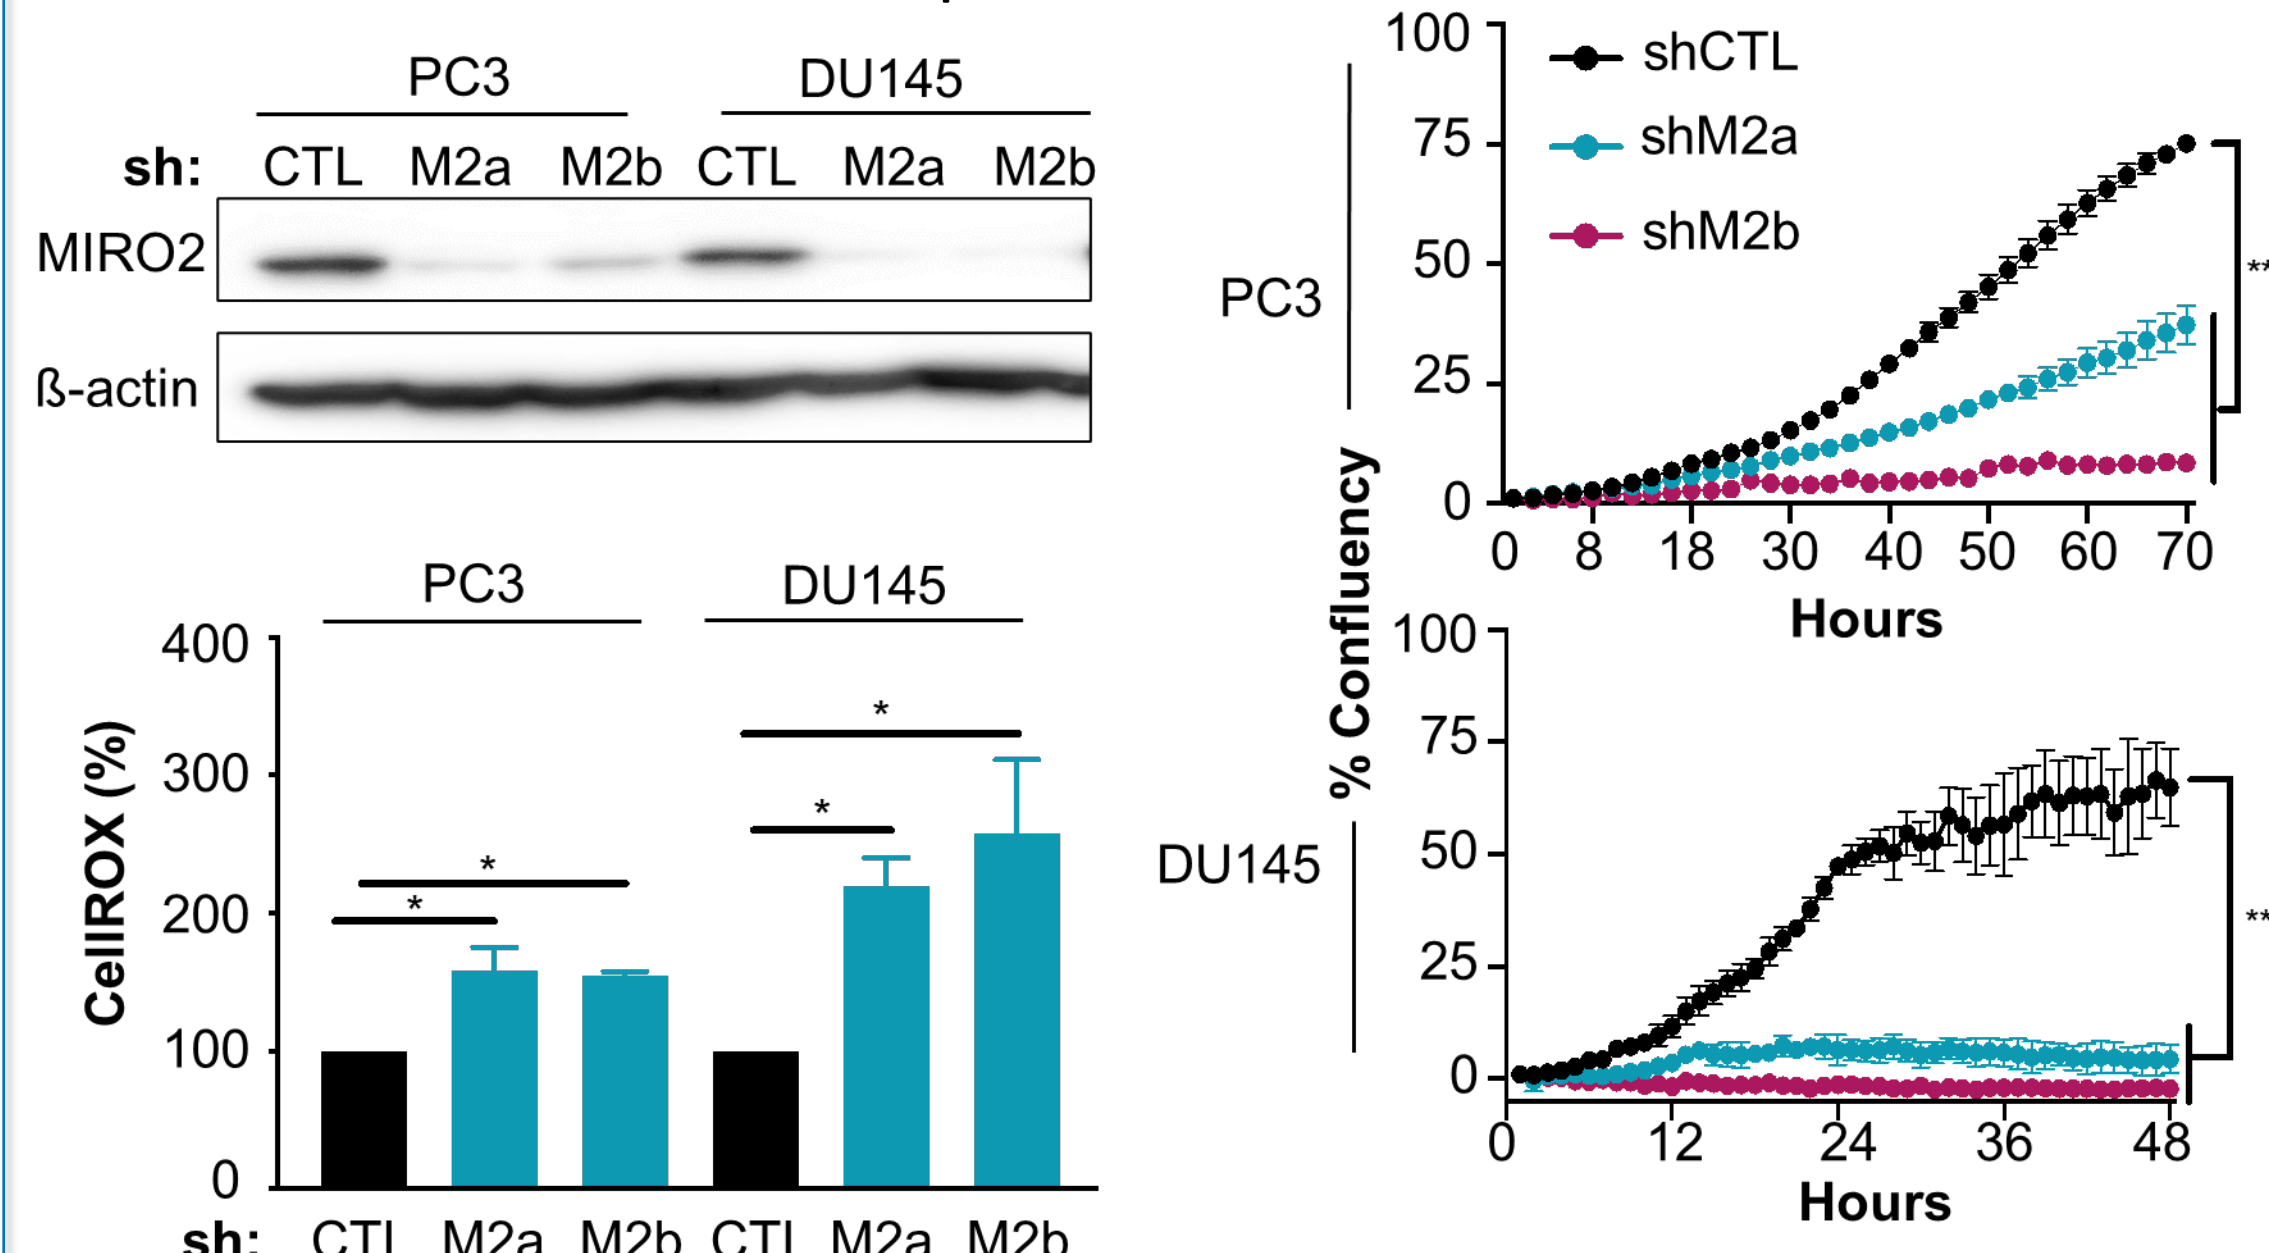 PC3 DU145
sh: CTL M2a M2b CTL M2a M2b
MIRO2
ß-actin
PC3 DU145
400
300
200
100
0
CellROX (%)
*
*
*
*
sh: CTL M2a M2b CTL M2a M2b
% Confluency
PC3
100
75
50
25
0
shCTL
shM2a
shM2b
**
0 8 18 30 40 50 60 70
Hours
DU145
100
75
50
25
0
**
0 12 24 36 48
Hours